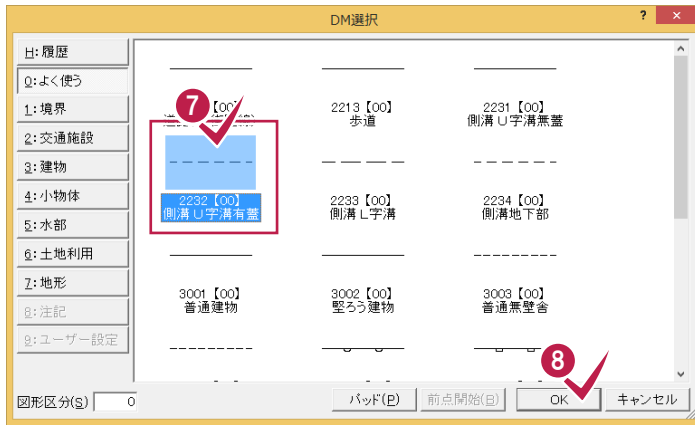 DM選択
?
×
H:履歴
0:よく使う
1:境界
2:交通施設
3:建物
4:小物体
5:水部
6:土地利用
7:地形
8:注記
9:ユーザー設定
7
【00】
2213【00】
歩道
2231【00】
側溝U字溝無蓋
2232【00】
側溝U字溝有蓋
2233【00】
側溝L字溝
2234【00】
側溝地下部
3001【00】
普通建物
3002【00】
堅ろう建物
3003【00】
普通無壁舎
8
図形区分(S)
0
パッド(P)
前点開始(B)
OK
キャンセル